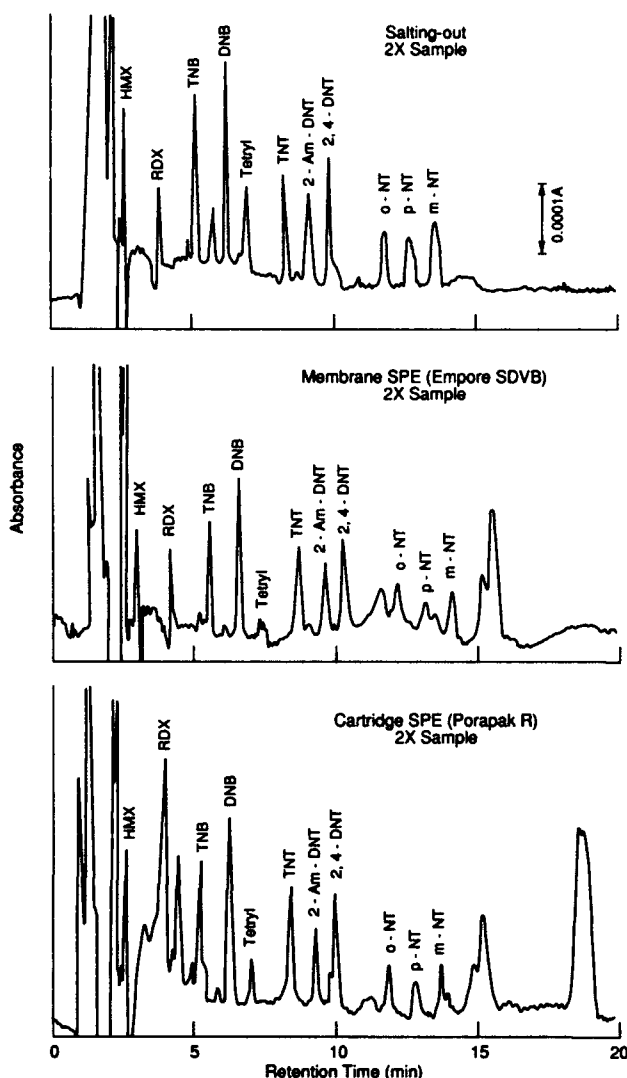 Salting-out
2X Sample
HMX
RDX
TNB
DNB
Tetryl
TNT
2 - Am - DNT
2, 4 - DNT
o - NT
p - NT
m - NT
0.0001A
Membrane SPE (Empore SDVB)
2X Sample
HMX
RDX
TNB
DNB
Tetryl
TNT
2 - Am - DNT
2, 4 - DNT
o - NT
p - NT
m - NT
Absorbance
Cartridge SPE (Porapak R)
2X Sample
HMX
RDX
TNB
DNB
Tetryl
TNT
2 - Am - DNT
2, 4 - DNT
o - NT
p - NT
m - NT
0 5 10 15 20
Retention Time (min)